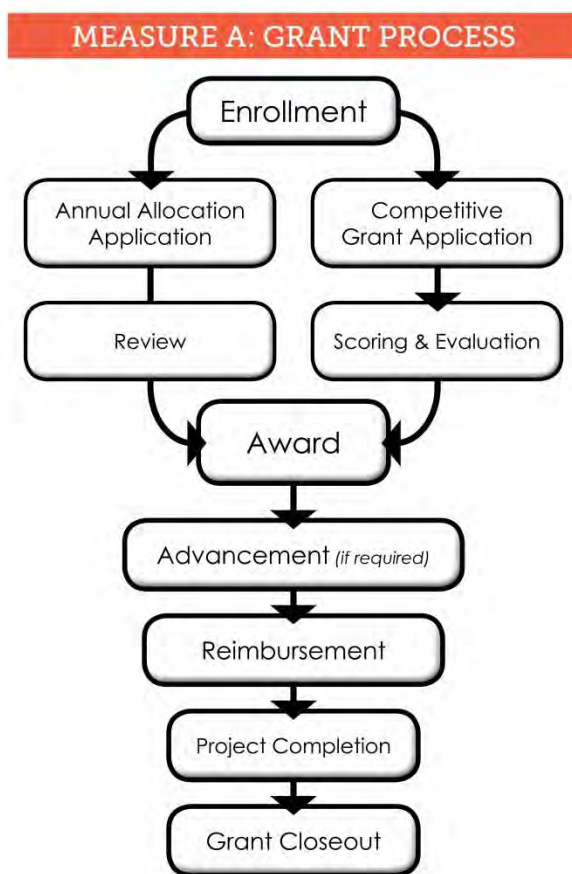 MEASURE A: GRANT PROCESS
Enrollment
Annual Allocation
Application
Competitive
Grant Application
Review
Scoring & Evaluation
Award
Advancement (if required)
Reimbursement
Project Completion
Grant Closeout